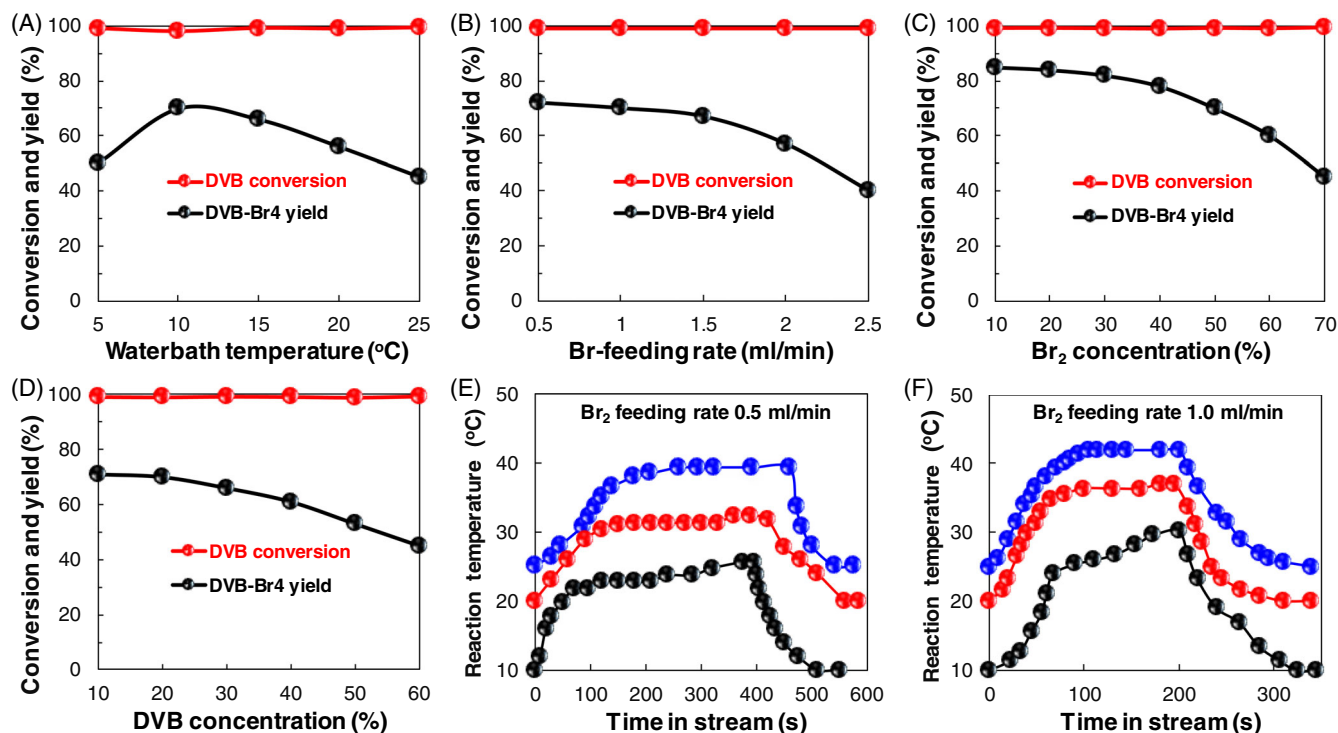 (A)
Conversion and yield (%)
100
80
60
40
20
0
DVB conversion
DVB-Br4 yield
5 10 15 20 25
Waterbath temperature (°C)
(B)
Conversion and yield (%)
100
80
60
40
20
0
DVB conversion
DVB-Br4 yield
0.5 1 1.5 2 2.5
Br-feeding rate (ml/min)
(C)
Conversion and yield (%)
100
80
60
40
20
0
DVB conversion
DVB-Br4 yield
10 20 30 40 50 60 70
Br₂ concentration (%)
(D)
Conversion and yield (%)
100
80
60
40
20
0
DVB conversion
DVB-Br4 yield
10 20 30 40 50 60
DVB concentration (%)
(E)
Reaction temperature (°C)
50
40
30
20
10
Br₂ feeding rate 0.5 ml/min
0 100 200 300 400 500 600
Time in stream (s)
(F)
Reaction temperature (°C)
50
40
30
20
10
Br₂ feeding rate 1.0 ml/min
0 100 200 300
Time in stream (s)